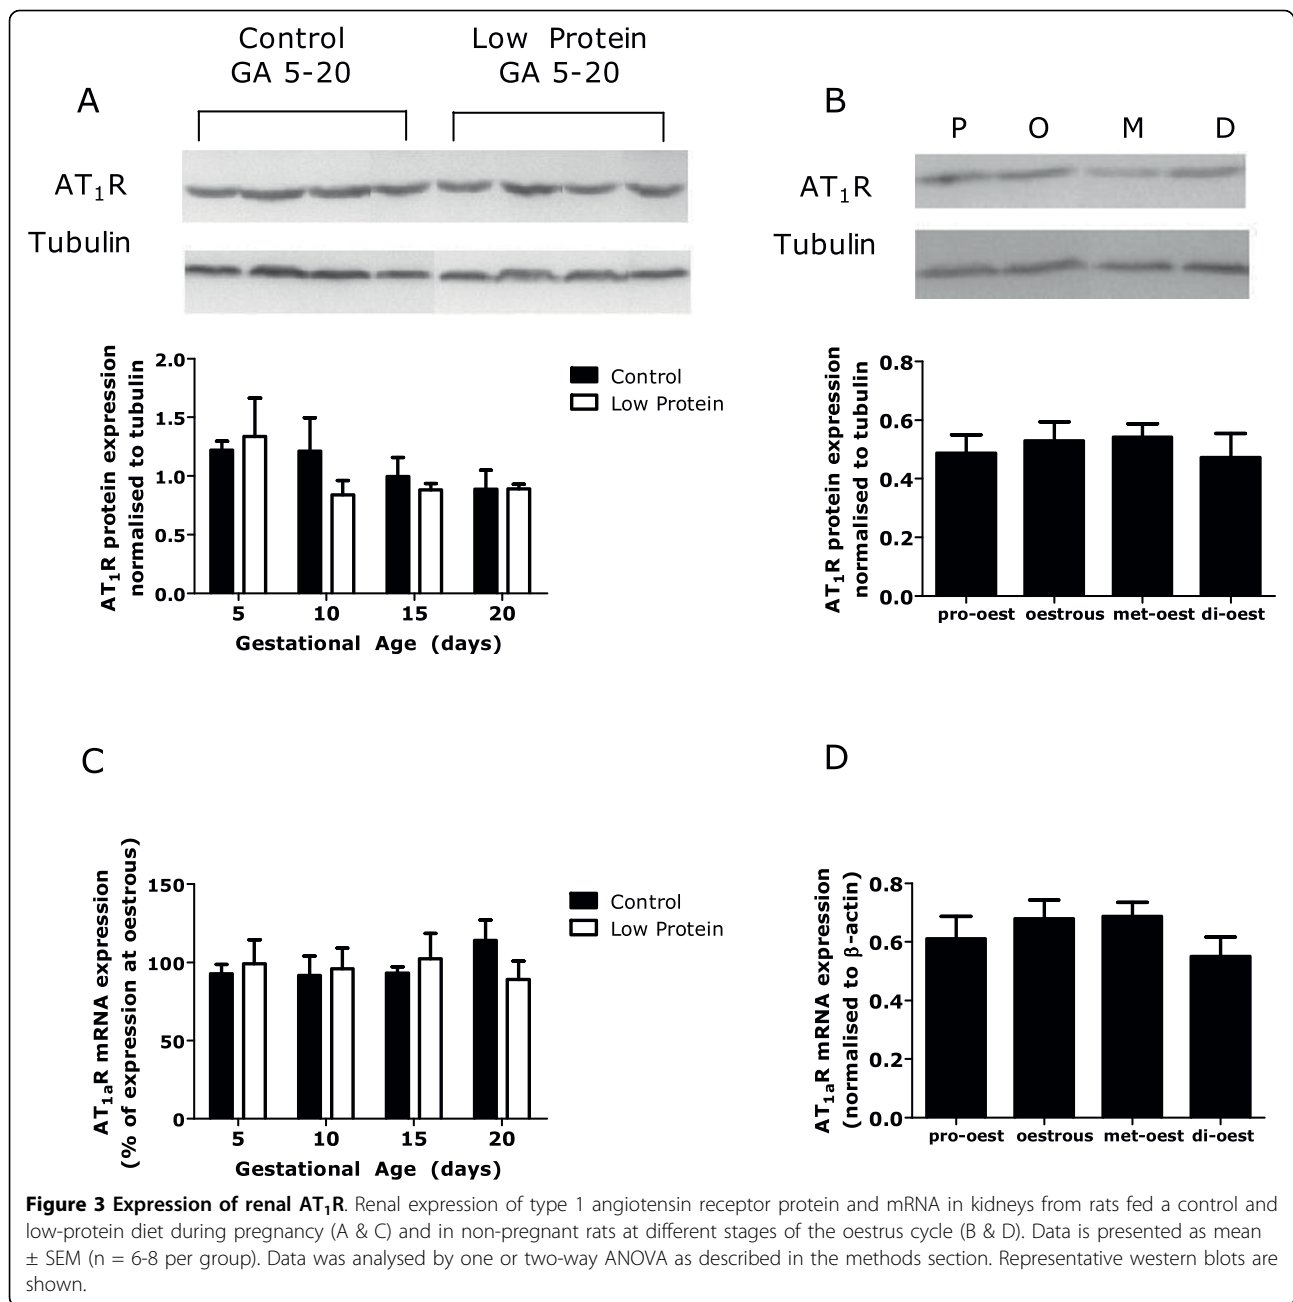 Control
GA 5-20
Low Protein
GA 5-20
A
AT₁R
Tubulin
B
P O M D
AT₁R
Tubulin
AT₁R protein expression
normalised to tubulin
2.0
1.5
1.0
0.5
0.0
5 10 15 20
Gestational Age (days)
Control
Low Protein
AT₁R protein expression
normalised to tubulin
0.8
0.6
0.4
0.2
0.0
pro-oest oestrous met-oest di-oest
C
AT₁ₐR mRNA expression
(% of expression at oestrous)
150
100
50
0
5 10 15 20
Gestational Age (days)
Control
Low Protein
D
AT₁ₐR mRNA expression
(normalised to β-actin)
0.8
0.6
0.4
0.2
0.0
pro-oest oestrous met-oest di-oest
Figure 3 Expression of renal AT₁R. Renal expression of type 1 angiotensin receptor protein and mRNA in kidneys from rats fed a control and
low-protein diet during pregnancy (A & C) and in non-pregnant rats at different stages of the oestrus cycle (B & D). Data is presented as mean
± SEM (n = 6-8 per group). Data was analysed by one or two-way ANOVA as described in the methods section. Representative western blots are
shown.